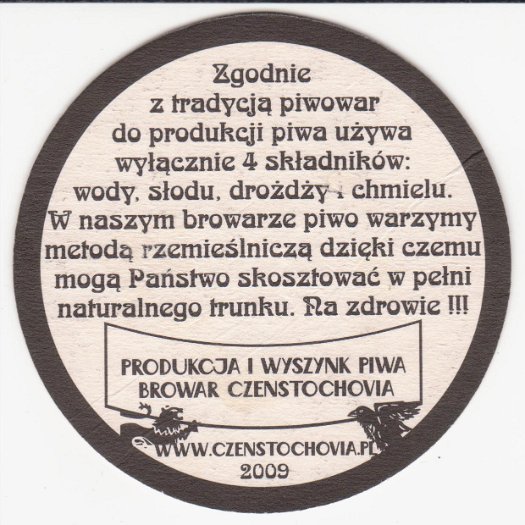 Zgodnie
z tradycją piwowar
do produkcji piwa używa
wyłącznie 4 składników:
wody, słodu, drożdży i chmielu.
W naszym browarze piwo warzymy
metodą rzemieślniczą dzięki czemu
mogą Państwo skosztować w pełni
naturalnego trunku. Na zdrowie !!!
PRODUKCJA I WYSZYNK PIWA
BROWAR CZENSTOCHOVIA
WWW.CZENSTOCHOVIA.PL
2009